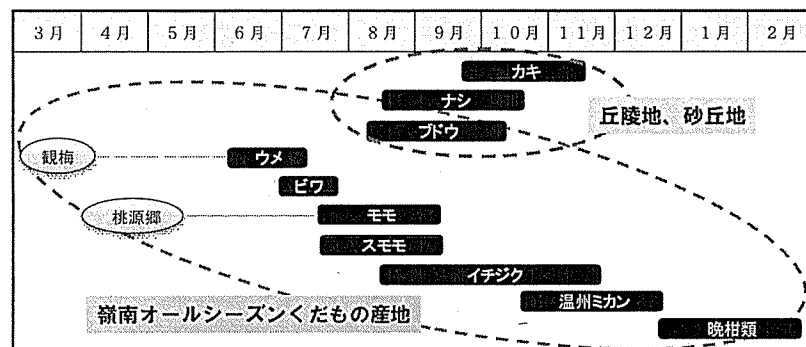 3月 4月 5月 6月 7月 8月 9月 10月 11月 12月 1月 2月
カキ
ナシ
丘陵地、砂丘地
ブドウ
観梅
ウメ
ビワ
桃源郷
モモ
スモモ
イチジク
嶺南オールシーズンくだもの産地
温州ミカン
晩柑類